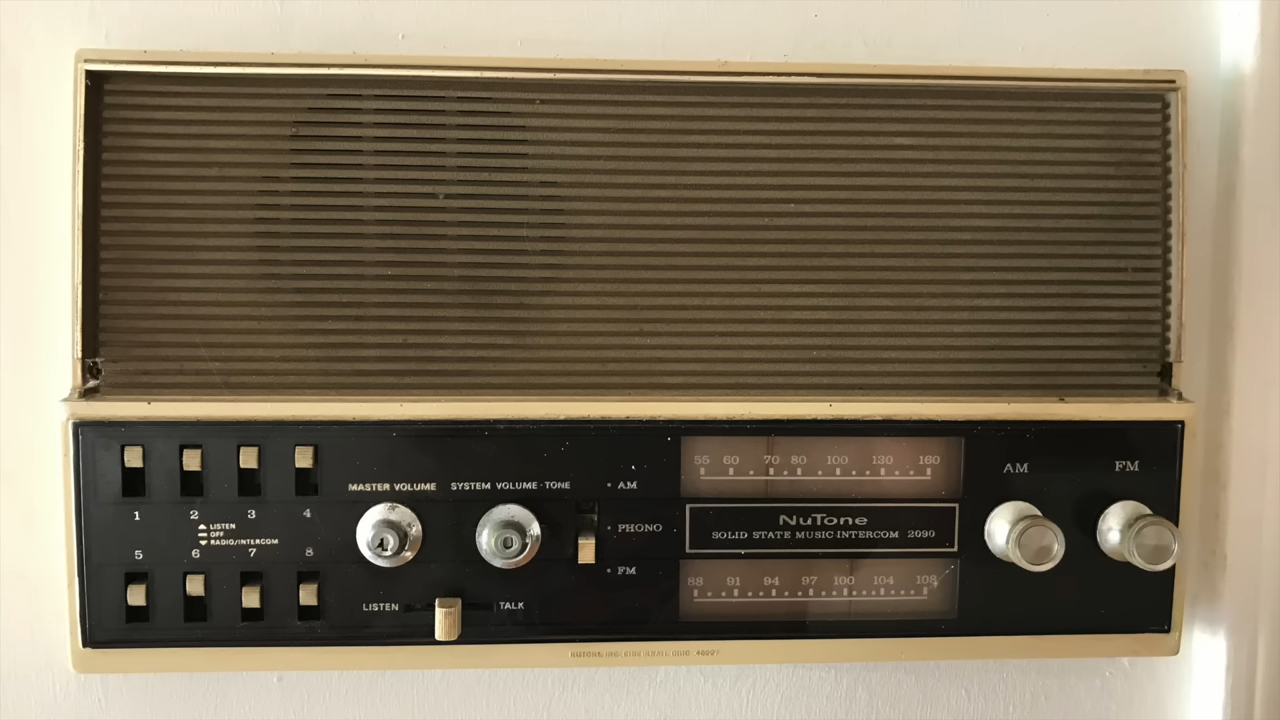 1 2 3 4
LISTEN
OFF
RADIO/INTERCOM
5 6 7 8
MASTER VOLUME
SYSTEM VOLUME·TONE
LISTEN TALK
AM
PHONO
FM
55 60 70 80 100 130 160
NuTone
SOLID STATE MUSIC-INTERCOM 2090
88 91 94 97 100 104 108
AM
FM